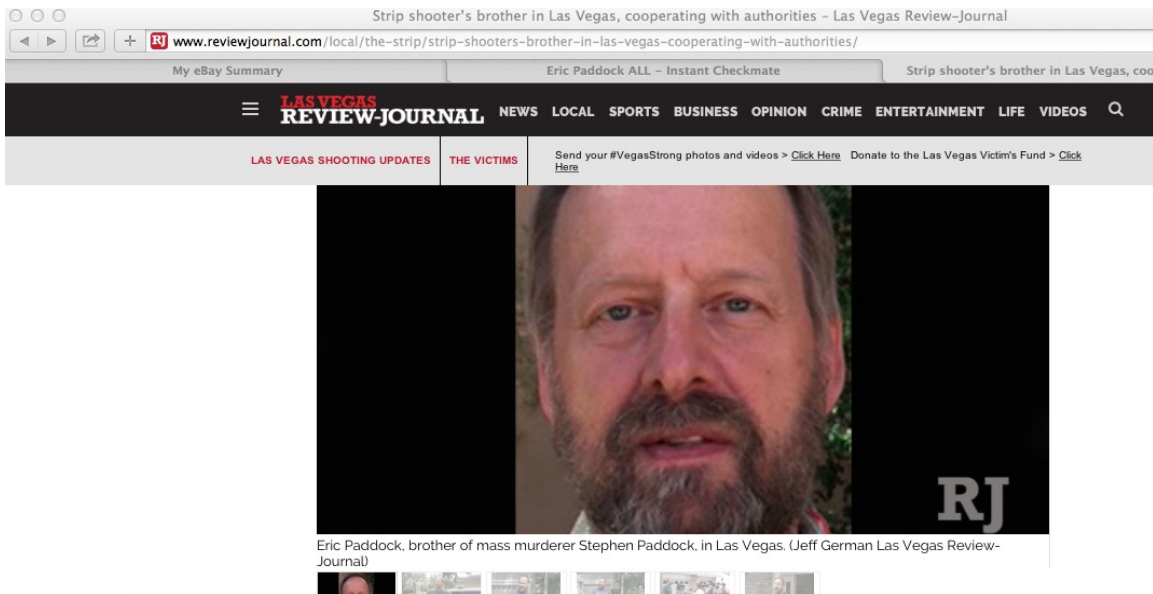 Strip shooter's brother in Las Vegas, cooperating with authorities – Las Vegas Review–Journal
+ RJ www.reviewjournal.com/local/the-strip/strip-shooters-brother-in-las-vegas-cooperating-with-authorities/
My eBay Summary Eric Paddock ALL – Instant Checkmate Strip shooter's brother in Las Vegas, coo
LAS VEGAS
REVIEW-JOURNAL NEWS LOCAL SPORTS BUSINESS OPINION CRIME ENTERTAINMENT LIFE VIDEOS
LAS VEGAS SHOOTING UPDATES THE VICTIMS Send your #VegasStrong photos and videos > Click Here Donate to the Las Vegas Victim's Fund > Click
Here
RJ
Eric Paddock, brother of mass murderer Stephen Paddock, in Las Vegas. (Jeff German Las Vegas Review-
Journal)